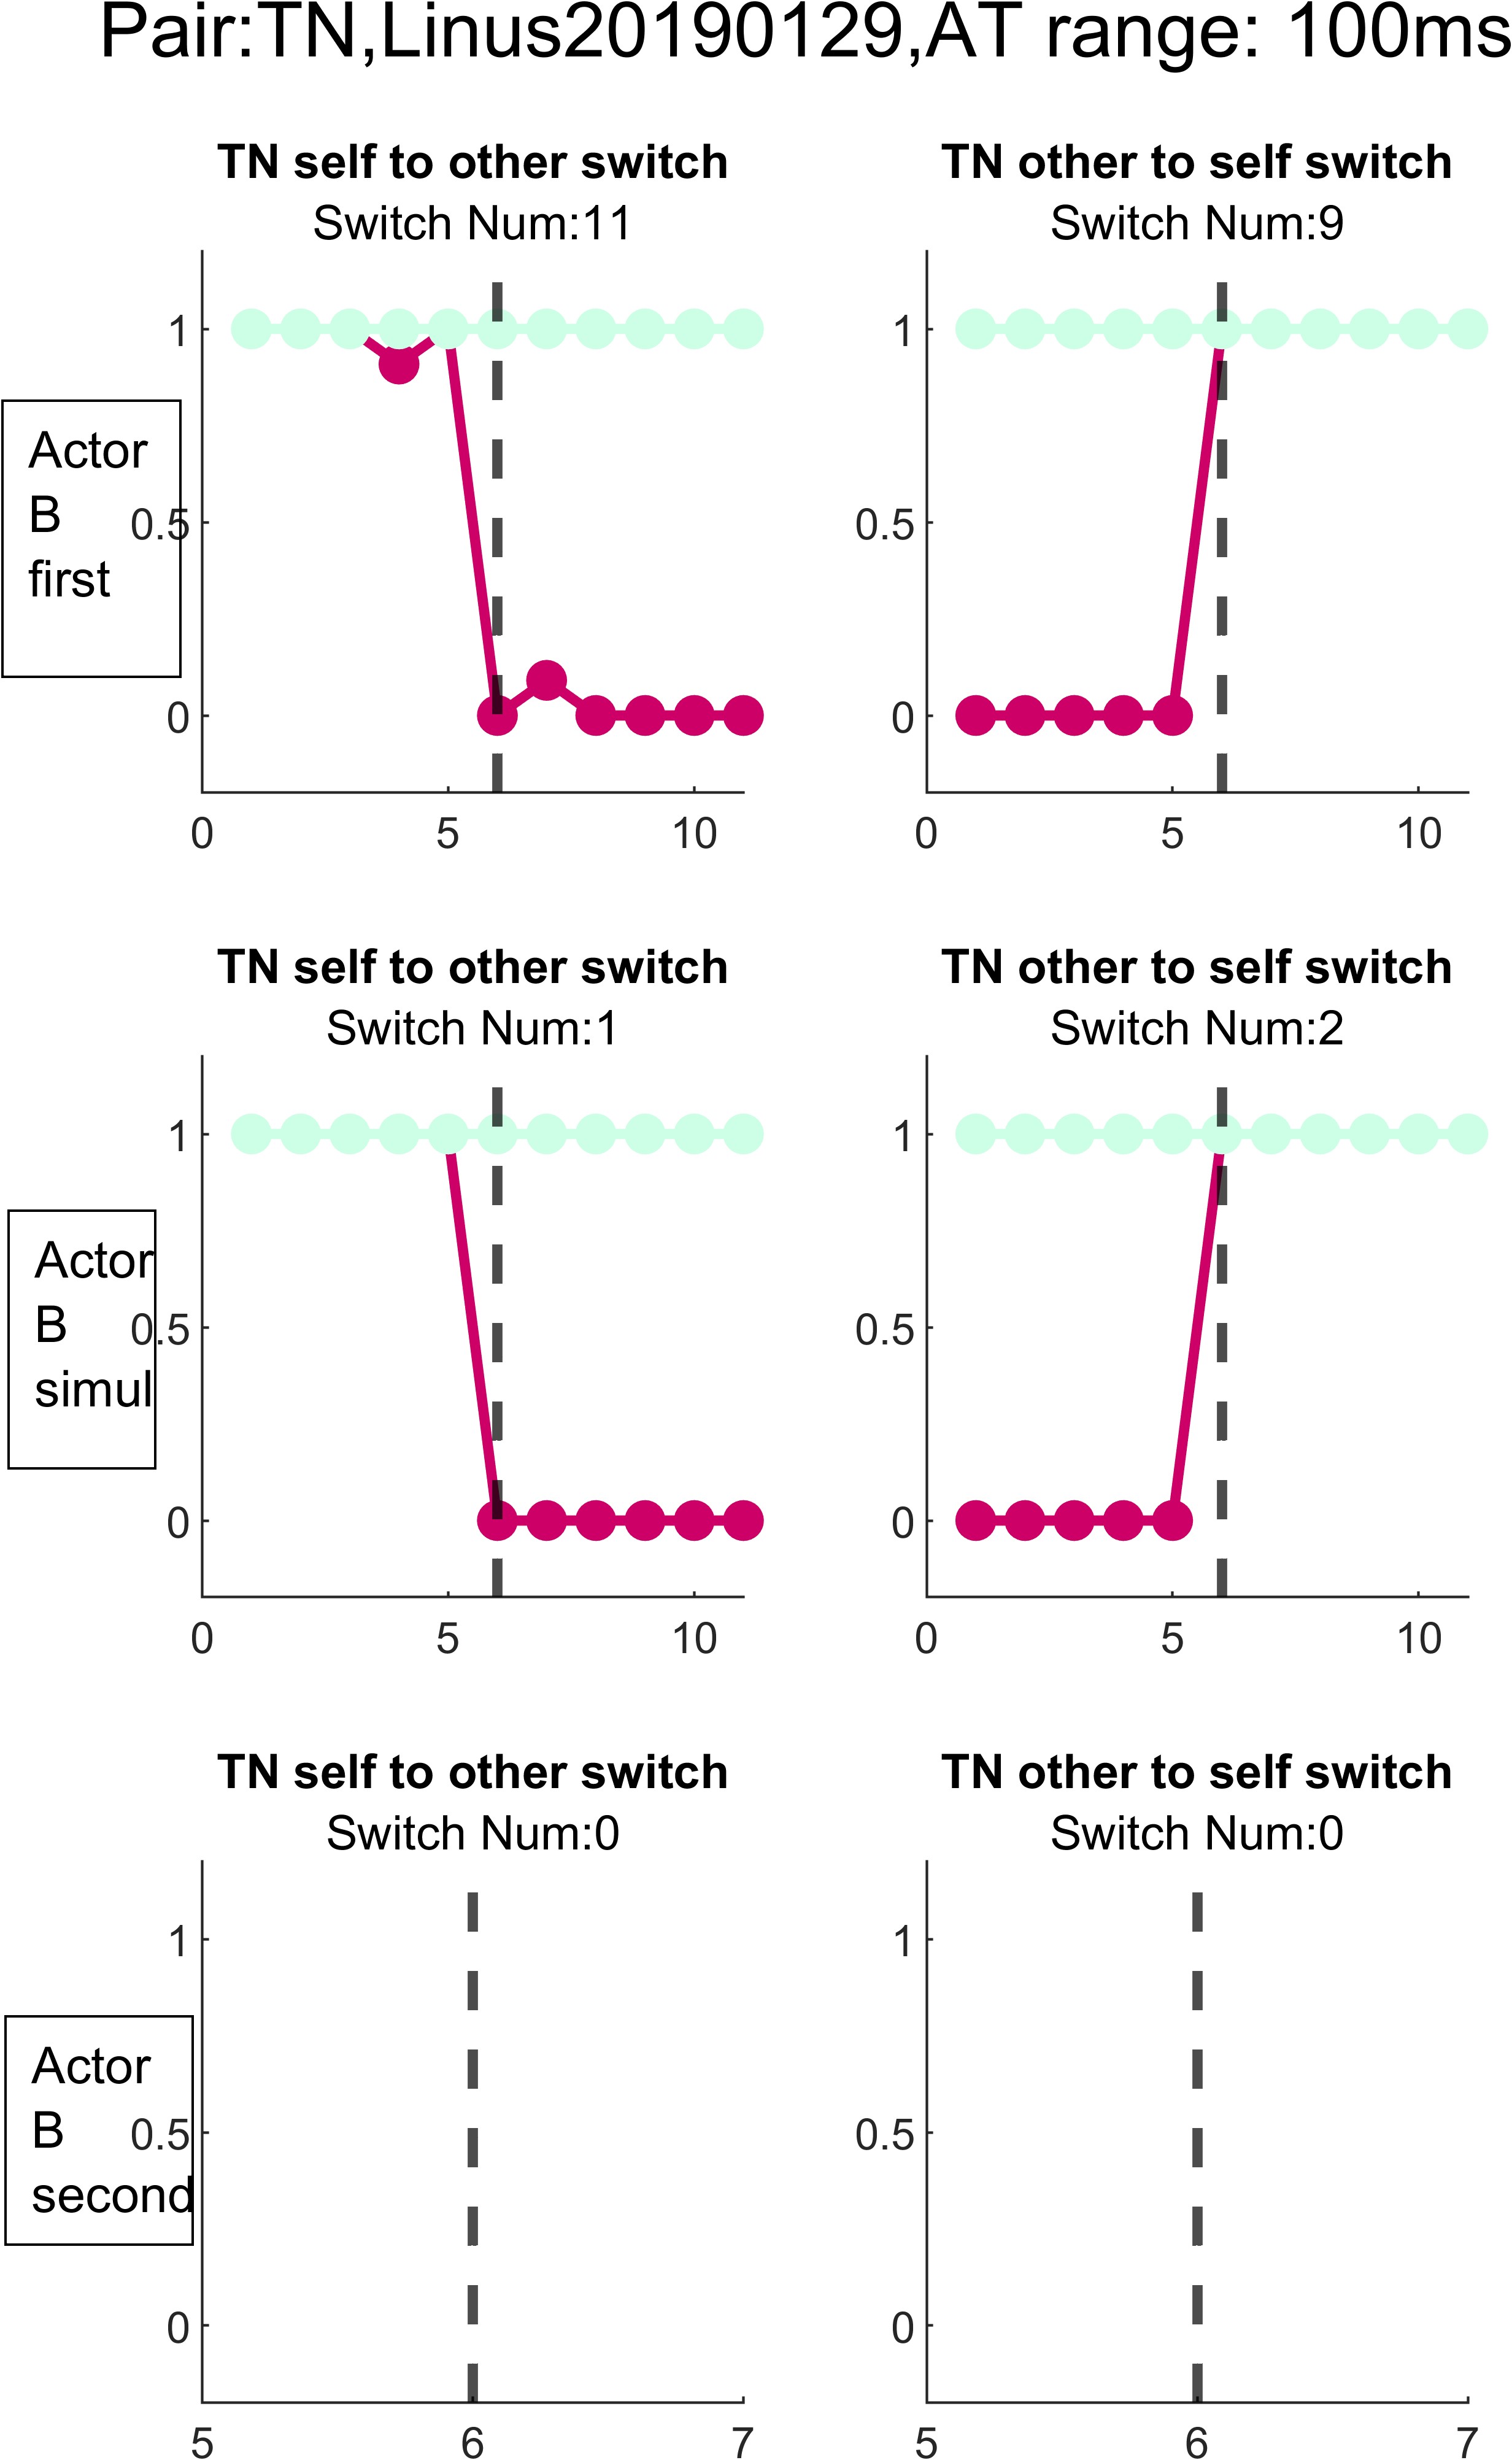 Pair:TN,Linus20190129,AT range: 100ms
TN self to other switch
Switch Num:11
1
0.5
0
0
5
10
TN other to self switch
Switch Num:9
1
0.5
0
0
5
10
Actor
B
first
TN self to other switch
Switch Num:1
1
0.5
0
0
5
10
TN other to self switch
Switch Num:2
1
0.5
0
0
5
10
Actor
B
simul
TN self to other switch
Switch Num:0
1
0.5
0
5
6
7
TN other to self switch
Switch Num:0
1
0.5
0
5
6
7
Actor
B
second